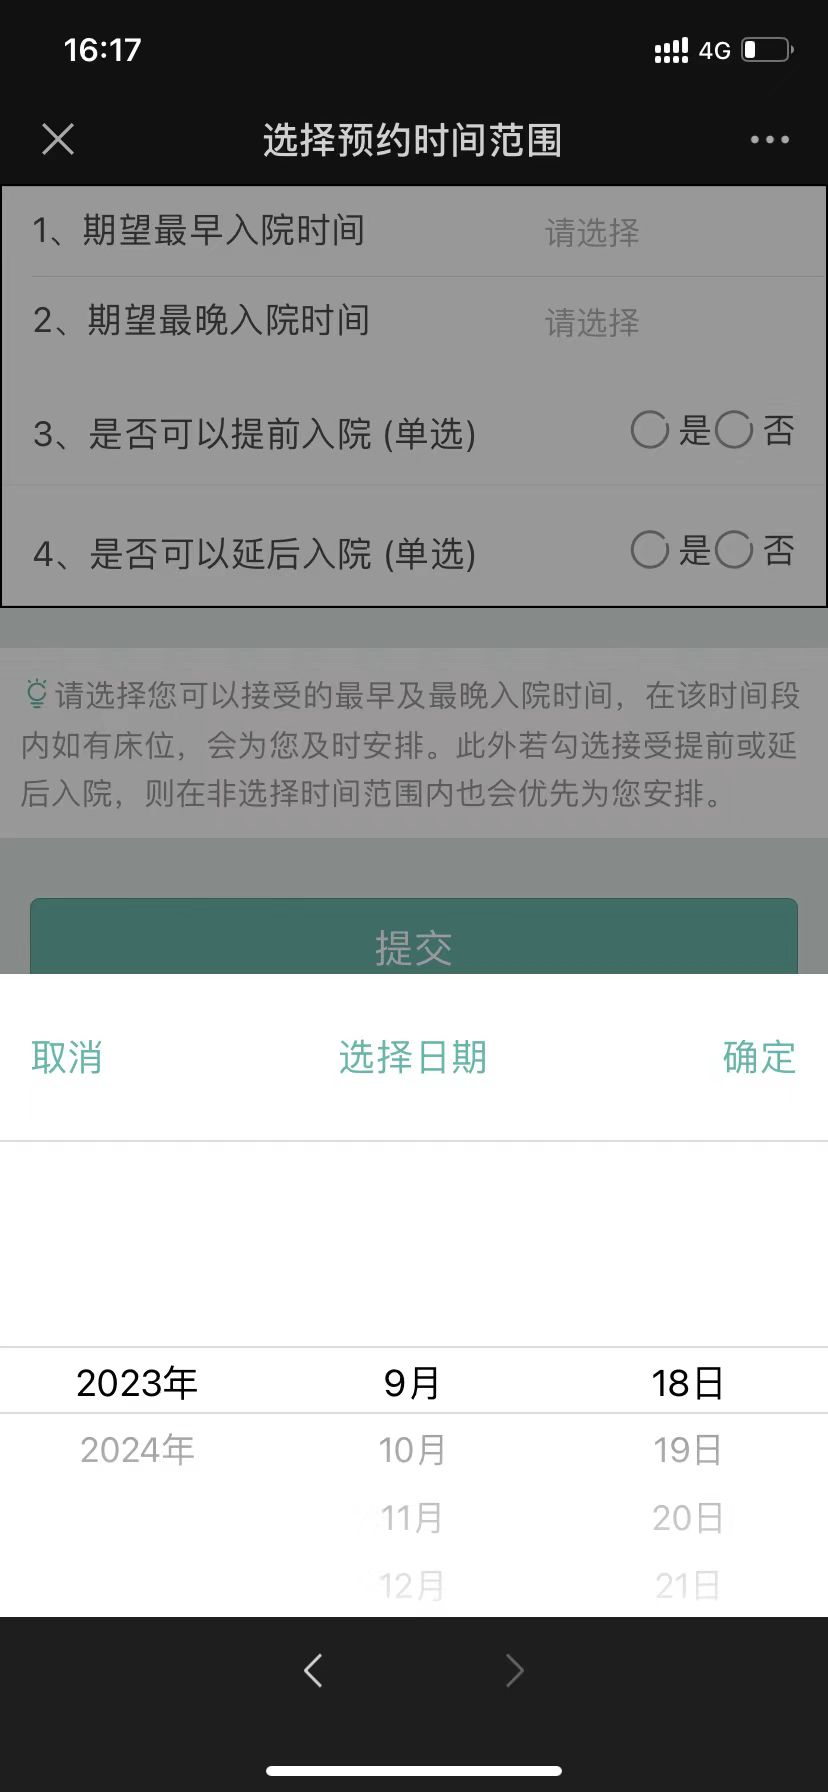 16:17
4G
选择预约时间范围
1、期望最早入院时间 请选择
2、期望最晚入院时间 请选择
3、是否可以提前入院 (单选) 是 否
4、是否可以延后入院 (单选) 是 否
请选择您可以接受的最早及最晚入院时间，在该时间段
内如有床位，会为您及时安排。此外若勾选接受提前或延
后入院，则在非选择时间范围内也会优先为您安排。
提交
取消 选择日期 确定
2023年 9月 18日
2024年 10月 19日
11月 20日
12月 21日